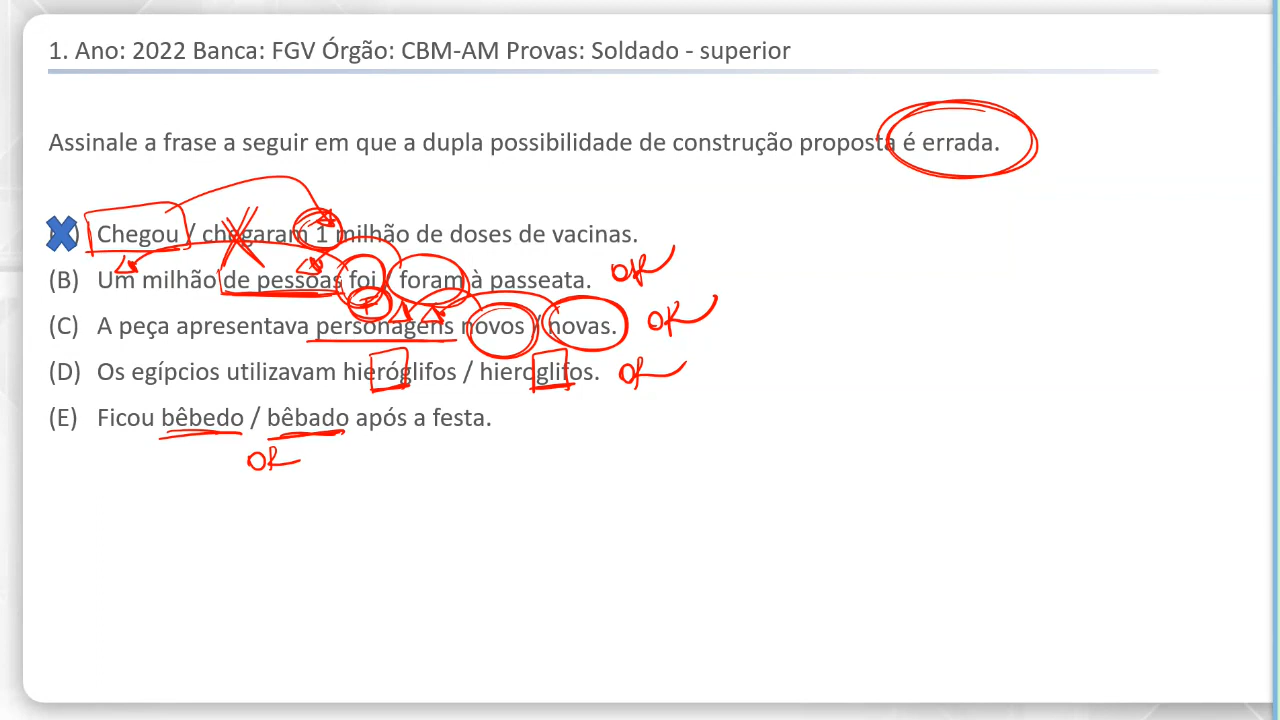 1. Ano: 2022 Banca: FGV Órgão: CBM-AM Provas: Soldado - superior
Assinale a frase a seguir em que a dupla possibilidade de construção proposta é errada.
Chegou / chegaram 1 milhão de doses de vacinas.
(B) Um milhão de pessoas foi / foram à passeata. OK
(C) A peça apresentava personagens novos / novas. OK
(D) Os egípcios utilizavam hieróglifos / hieroglifos. OK
(E) Ficou bêbedo / bêbado após a festa.
OK